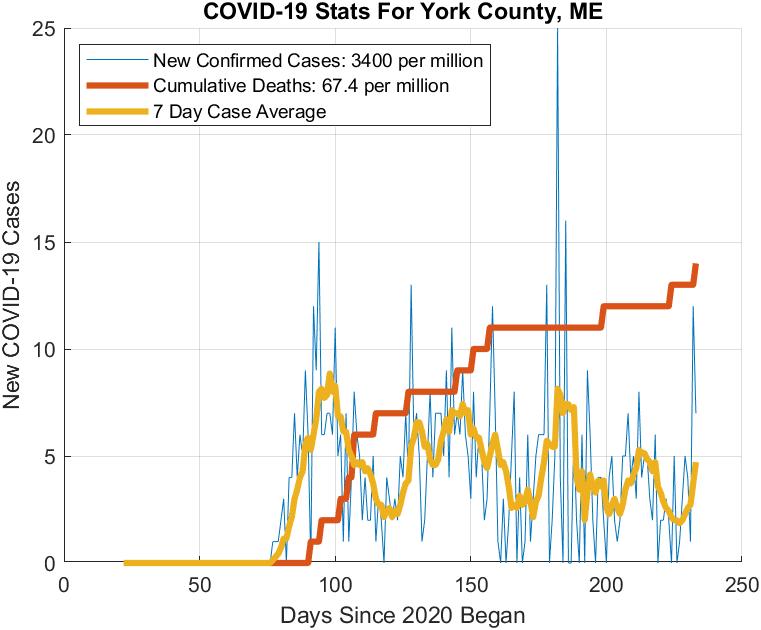 COVID-19 Stats For York County, ME
25
New Confirmed Cases: 3400 per million
Cumulative Deaths: 67.4 per million
7 Day Case Average
20
15
10
5
0
New COVID-19 Cases
0 50 100 150 200 250
Days Since 2020 Began